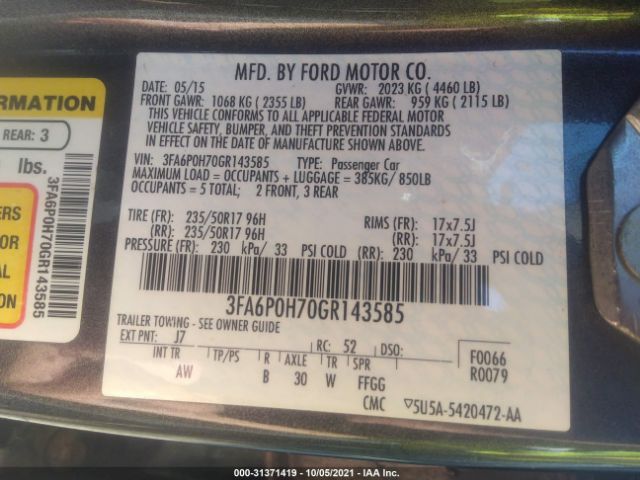 MFD. BY FORD MOTOR CO.
DATE: 05/15 GVWR: 2023 KG ( 4460 LB)
FRONT GAWR: 1068 KG ( 2355 LB) REAR GAWR: 959 KG ( 2115 LB)
THIS VEHICLE CONFORMS TO ALL APPLICABLE FEDERAL MOTOR
VEHICLE SAFETY, BUMPER, AND THEFT PREVENTION STANDARDS
IN EFFECT ON THE DATE OF MANUFACTURE SHOWN ABOVE.
VIN: 3FA6P0H70GR143585 TYPE: Passenger Car
MAXIMUM LOAD = OCCUPANTS + LUGGAGE = 385KG/ 850LB
OCCUPANTS = 5 TOTAL; 2 FRONT, 3 REAR
TIRE (FR): 235/50R17 96H RIMS (FR): 17x7.5J
(RR): 235/50R17 96H (RR): 17x7.5J
PRESSURE (FR): 230 kPa/ 33 PSI COLD (RR): 230 kPa/ 33 PSI COLD
3FA6P0H70GR143585
TRAILER TOWING - SEE OWNER GUIDE
EXT PNT: J7 RC: 52 DSO: F0066
INT TR TP/PS R AXLE TR SPR R0079
AW B 30 W FFGG
CMC ▽5U5A-5420472-AA
ORMATION
REAR: 3
lbs.
3FA6P0H70GR143585
000-31371419 - 10/05/2021 - IAA Inc.